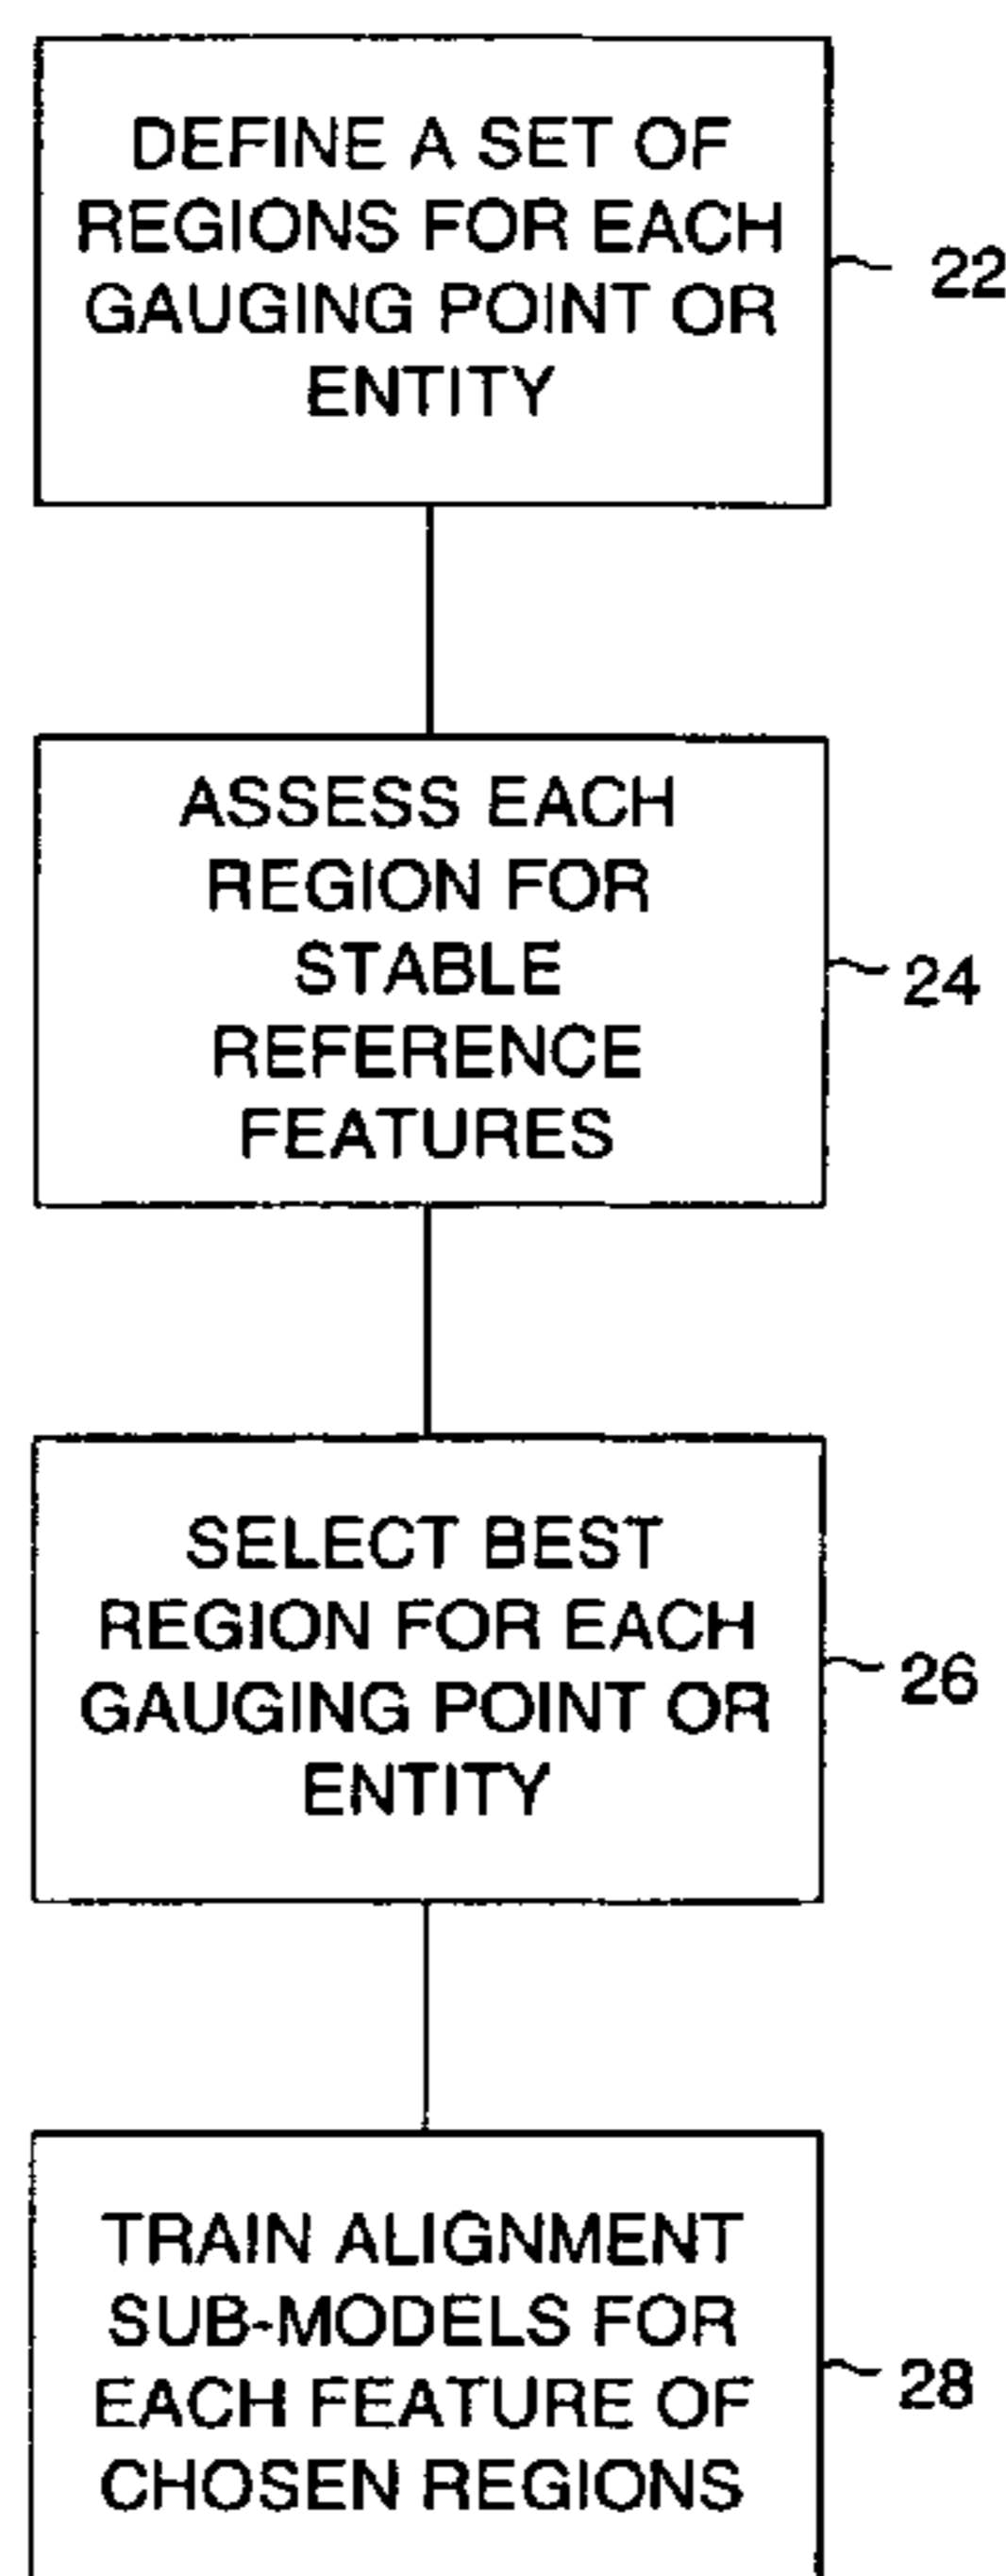 DEFINE A SET OF
REGIONS FOR EACH
GAUGING POINT OR
ENTITY
22
ASSESS EACH
REGION FOR
STABLE
REFERENCE
FEATURES
24
SELECT BEST
REGION FOR EACH
GAUGING POINT OR
ENTITY
26
TRAIN ALIGNMENT
SUB-MODELS FOR
EACH FEATURE OF
CHOSEN REGIONS
28